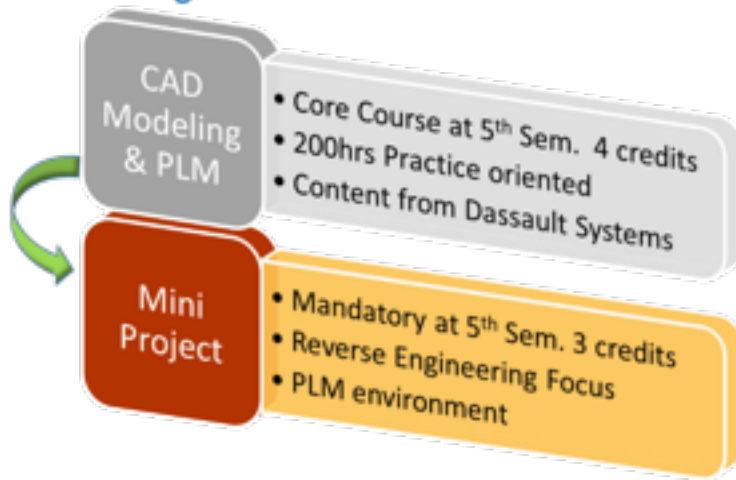 CAD
Modeling
& PLM
• Core Course at 5th Sem. 4 credits
• 200hrs Practice oriented
• Content from Dassault Systems
Mini
Project
• Mandatory at 5th Sem. 3 credits
• Reverse Engineering Focus
• PLM environment